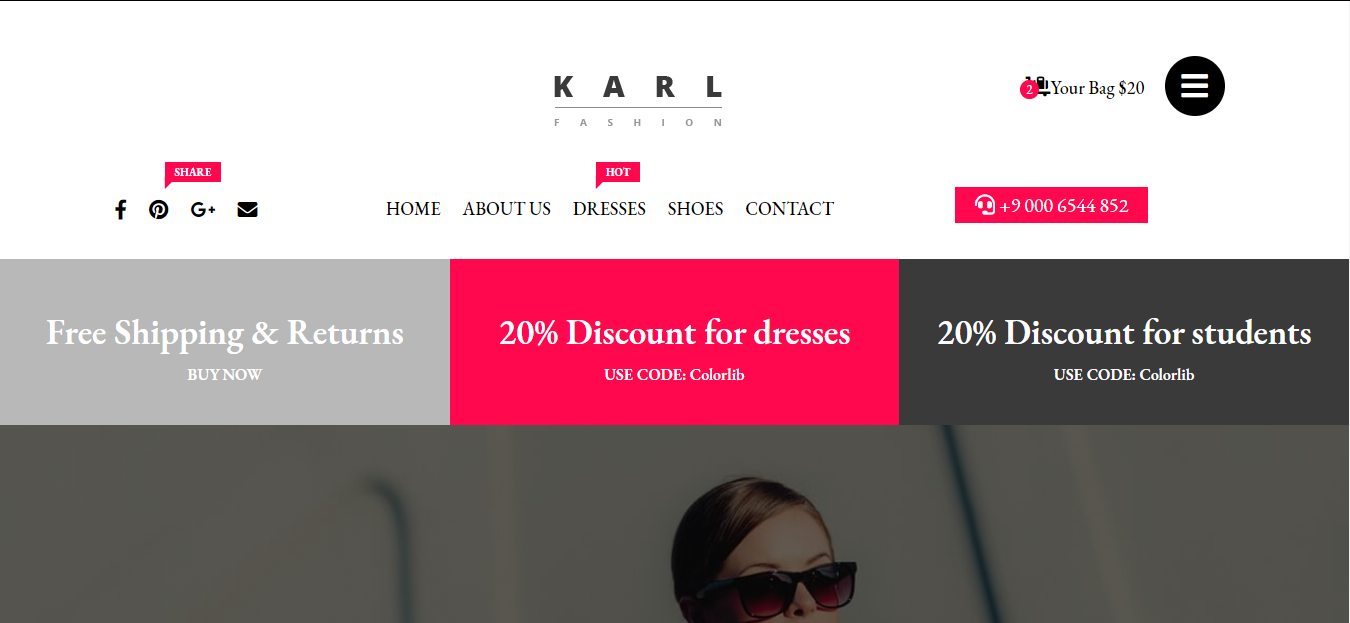 KARL
FASHION
2 Your Bag $20
SHARE
HOT
HOME ABOUT US DRESSES SHOES CONTACT
+9 000 6544 852
Free Shipping & Returns
BUY NOW
20% Discount for dresses
USE CODE: Colorlib
20% Discount for students
USE CODE: Colorlib